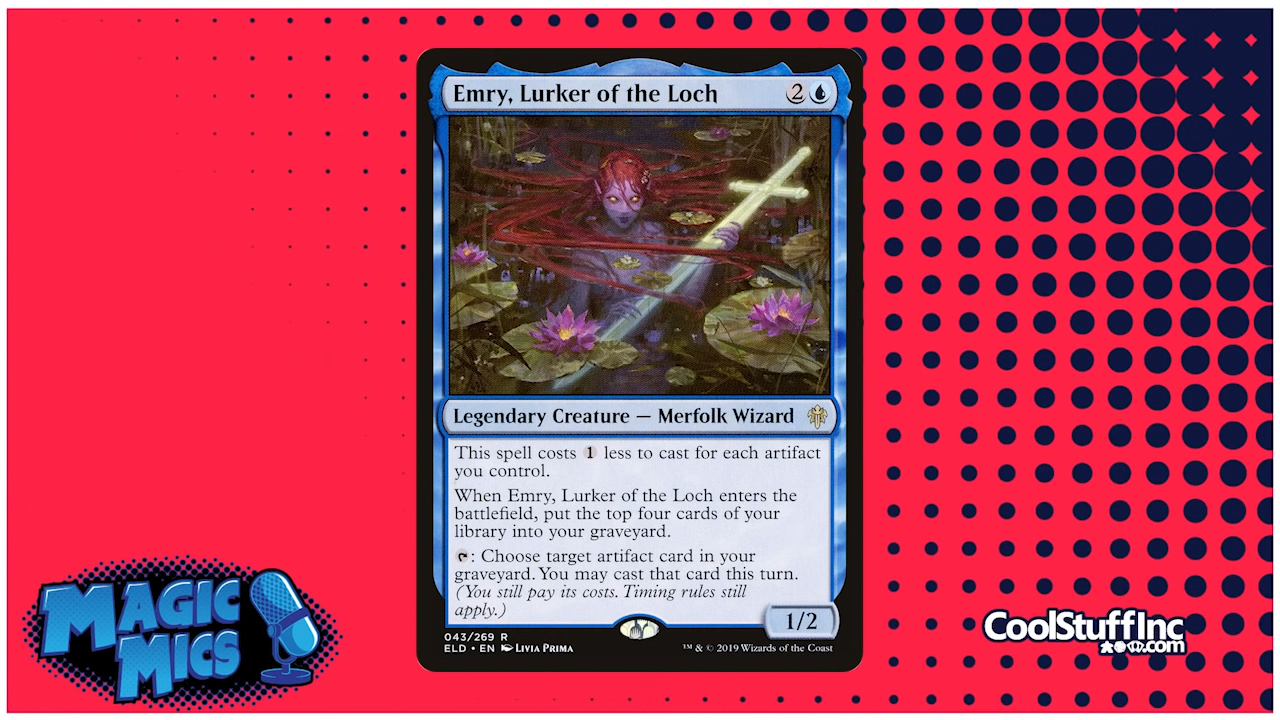 Emry, Lurker of the Loch 2
Legendary Creature — Merfolk Wizard
This spell costs 1 less to cast for each artifact
you control.
When Emry, Lurker of the Loch enters the
battlefield, put the top four cards of your
library into your graveyard.
: Choose target artifact card in your
graveyard. You may cast that card this turn.
(You still pay its costs. Timing rules still
apply.)
1/2
043/269 R
ELD • EN LIVIA PRIMA
™ & © 2019 Wizards of the Coast
MAGIC
MICS
CoolStuffInc
.com